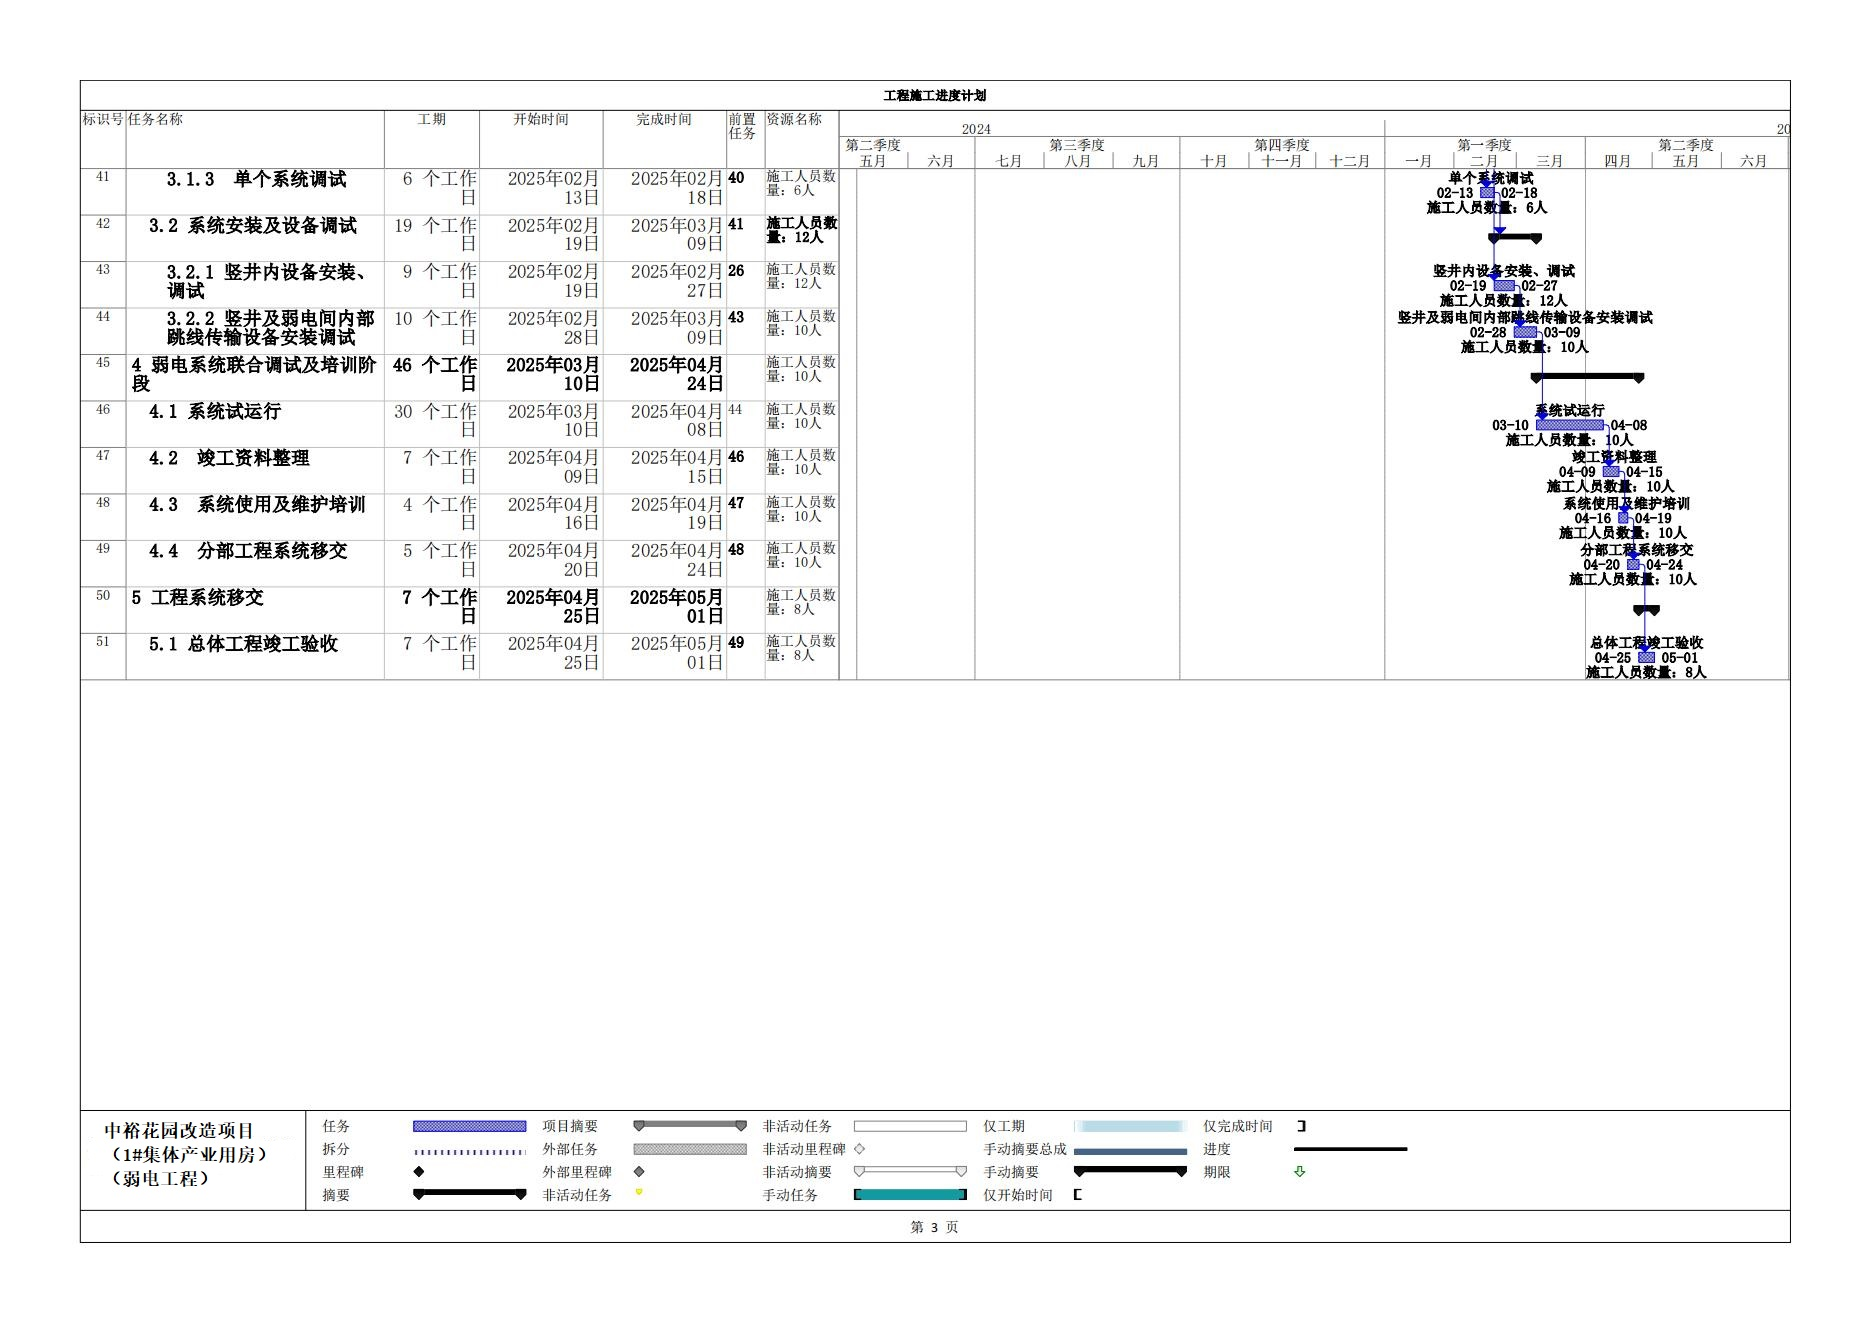 工程施工进度计划
标识号 任务名称 工期 开始时间 完成时间 前置任务 资源名称
2024 20
第二季度 第三季度 第四季度 第一季度 第二季度
五月 六月 七月 八月 九月 十月 十一月 十二月 一月 二月 三月 四月 五月 六月
41 3.1.3 单个系统调试 6 个工作日 2025年02月13日 2025年02月18日 40 施工人员数量: 6人
42 3.2 系统安装及设备调试 19 个工作日 2025年02月19日 2025年03月09日 41 施工人员数量: 12人
43 3.2.1 竖井内设备安装、调试 9 个工作日 2025年02月19日 2025年02月27日 26 施工人员数量: 12人
44 3.2.2 竖井及弱电间内部跳线传输设备安装调试 10 个工作日 2025年02月28日 2025年03月09日 43 施工人员数量: 10人
45 4 弱电系统联合调试及培训阶段 46 个工作日 2025年03月10日 2025年04月24日 施工人员数量: 10人
46 4.1 系统试运行 30 个工作日 2025年03月10日 2025年04月08日 44 施工人员数量: 10人
47 4.2 竣工资料整理 7 个工作日 2025年04月09日 2025年04月15日 46 施工人员数量: 10人
48 4.3 系统使用及维护培训 4 个工作日 2025年04月16日 2025年04月19日 47 施工人员数量: 10人
49 4.4 分部工程系统移交 5 个工作日 2025年04月20日 2025年04月24日 48 施工人员数量: 10人
50 5 工程系统移交 7 个工作日 2025年04月25日 2025年05月01日 施工人员数量: 8人
51 5.1 总体工程竣工验收 7 个工作日 2025年04月25日 2025年05月01日 49 施工人员数量: 8人
单个系统调试
02-13 02-18
施工人员数量: 6人
竖井内设备安装、调试
02-19 02-27
施工人员数量: 12人
竖井及弱电间内部跳线传输设备安装调试
02-28 03-09
施工人员数量: 10人
系统试运行
03-10 04-08
施工人员数量: 10人
竣工资料整理
04-09 04-15
施工人员数量: 10人
系统使用及维护培训
04-16 04-19
施工人员数量: 10人
分部工程系统移交
04-20 04-24
施工人员数量: 10人
总体工程竣工验收
04-25 05-01
施工人员数量: 8人
中裕花园改造项目
（1#集体产业用房）
（弱电工程）
任务 项目摘要 非活动任务 仅工期 仅完成时间
拆分 外部任务 非活动里程碑 手动摘要总成 进度
里程碑 外部里程碑 非活动摘要 手动摘要 期限
摘要 非活动任务 手动任务 仅开始时间
第 3 页